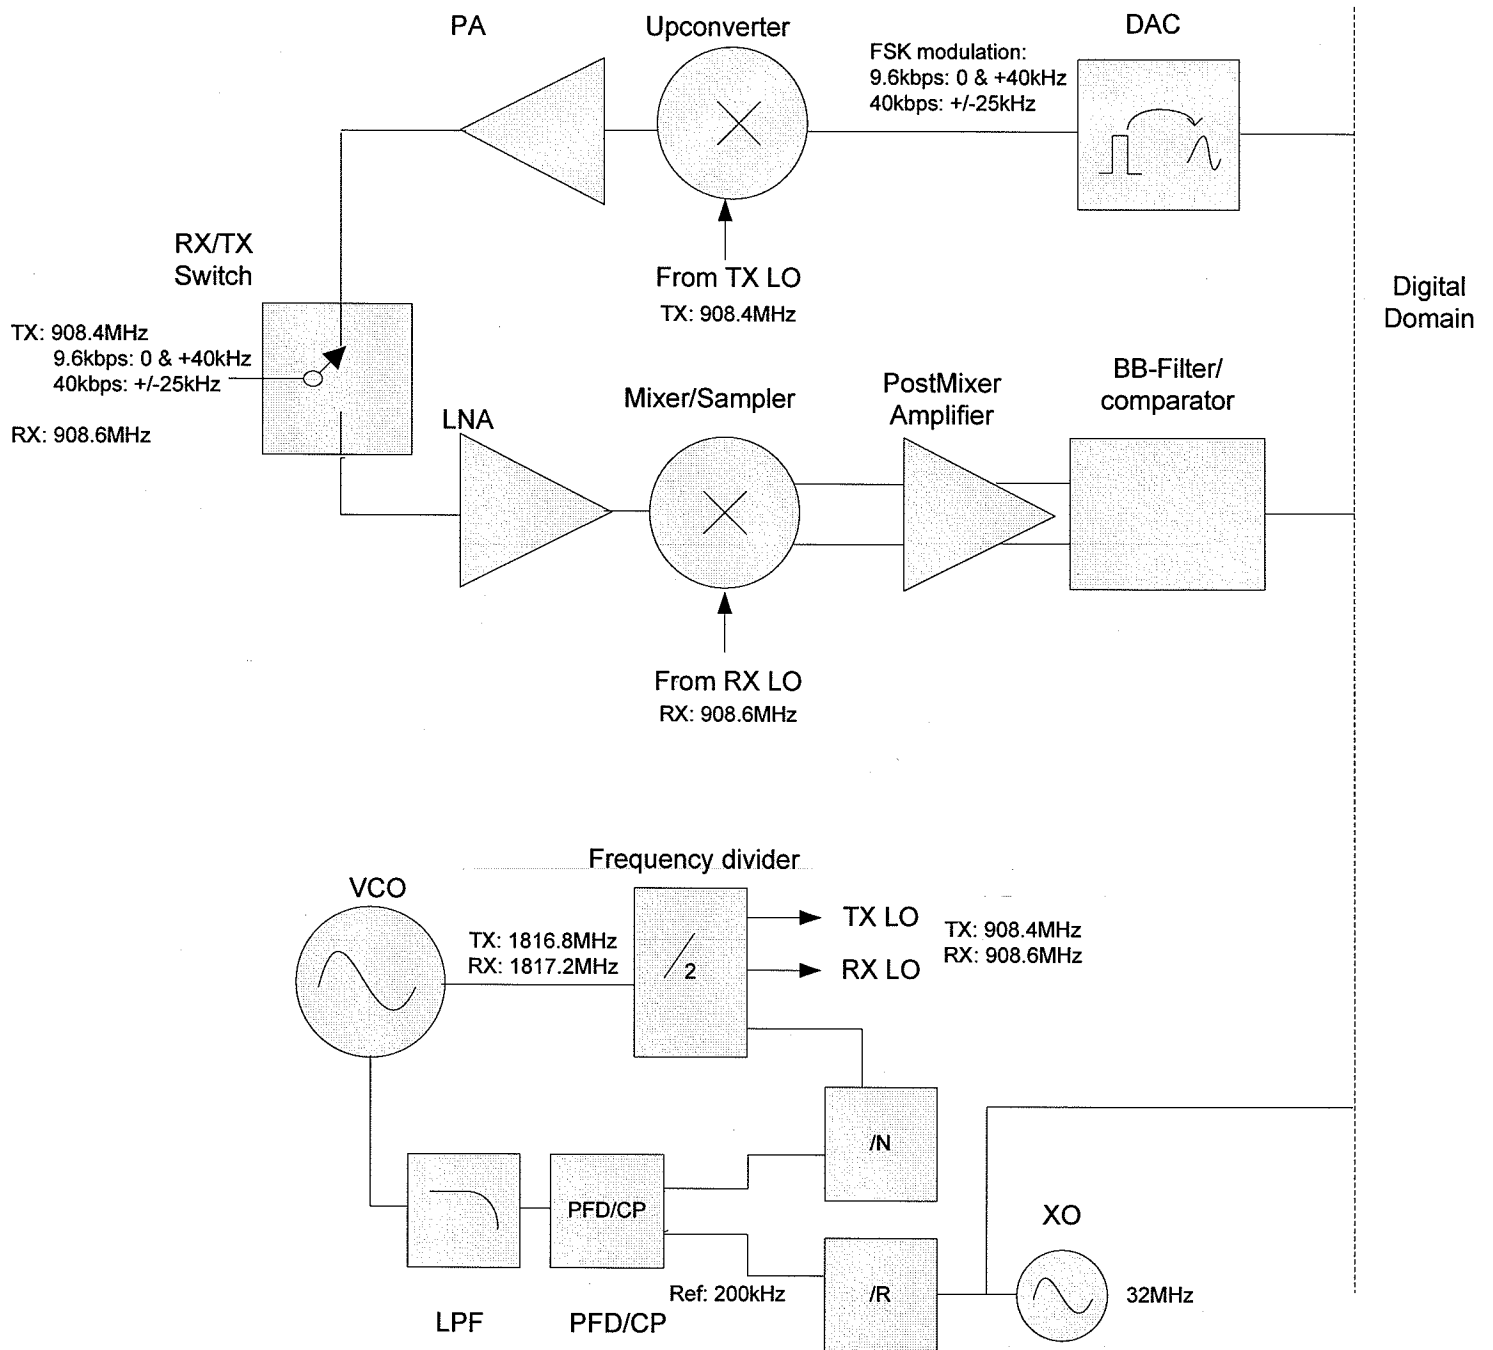 PA
Upconverter
DAC
FSK modulation:
9.6kbps: 0 & +40kHz
40kbps: +/-25kHz
RX/TX
Switch
From TX LO
TX: 908.4MHz
Digital
Domain
TX: 908.4MHz
9.6kbps: 0 & +40kHz
40kbps: +/-25kHz
RX: 908.6MHz
LNA
Mixer/Sampler
PostMixer
Amplifier
BB-Filter/
comparator
From RX LO
RX: 908.6MHz
Frequency divider
VCO
TX: 1816.8MHz
RX: 1817.2MHz
/2
TX LO
RX LO
TX: 908.4MHz
RX: 908.6MHz
/N
PFD/CP
XO
Ref: 200kHz
/R
32MHz
LPF
PFD/CP